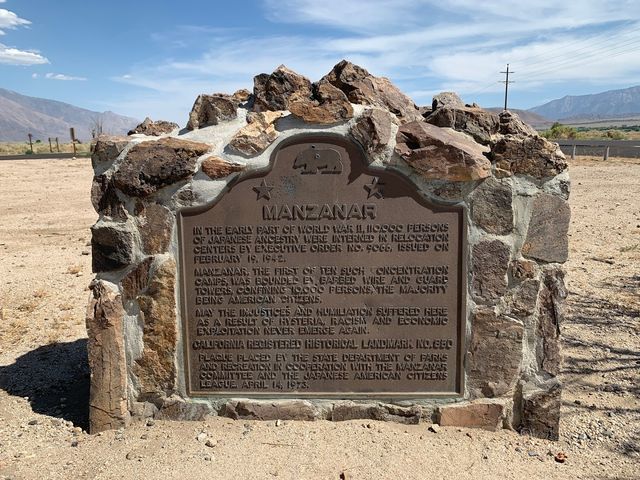 MANZANAR
IN THE EARLY PART OF WORLD WAR II, 110,000 PERSONS
OF JAPANESE ANCESTRY WERE INTERNED IN RELOCATION
CENTERS BY EXECUTIVE ORDER NO. 9066, ISSUED ON
FEBRUARY 19, 1942.
MANZANAR, THE FIRST OF TEN SUCH CONCENTRATION
CAMPS, WAS BOUNDED BY BARBED WIRE AND GUARD
TOWERS, CONFINING 10,000 PERSONS, THE MAJORITY
BEING AMERICAN CITIZENS.
MAY THE INJUSTICES AND HUMILIATION SUFFERED HERE
AS A RESULT OF HYSTERIA, RACISM AND ECONOMIC
EXPLOITATION NEVER EMERGE AGAIN.
CALIFORNIA REGISTERED HISTORICAL LANDMARK NO. 850
PLAQUE PLACED BY THE STATE DEPARTMENT OF PARKS
AND RECREATION IN COOPERATION WITH THE MANZANAR
COMMITTEE AND THE JAPANESE AMERICAN CITIZENS
LEAGUE, APRIL 14, 1973.